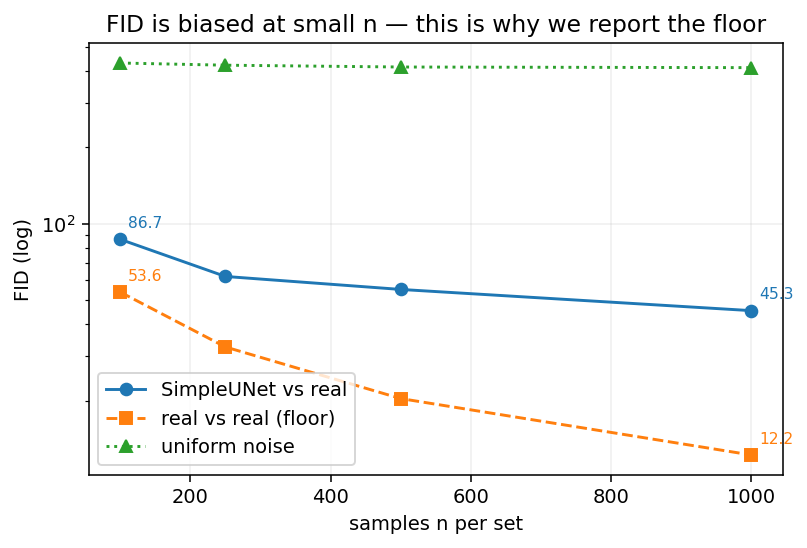 FID is biased at small n — this is why we report the floor
FID (log)
10²
86.7
53.6
45.3
12.2
SimpleUNet vs real
real vs real (floor)
uniform noise
200
400
600
800
1000
samples n per set